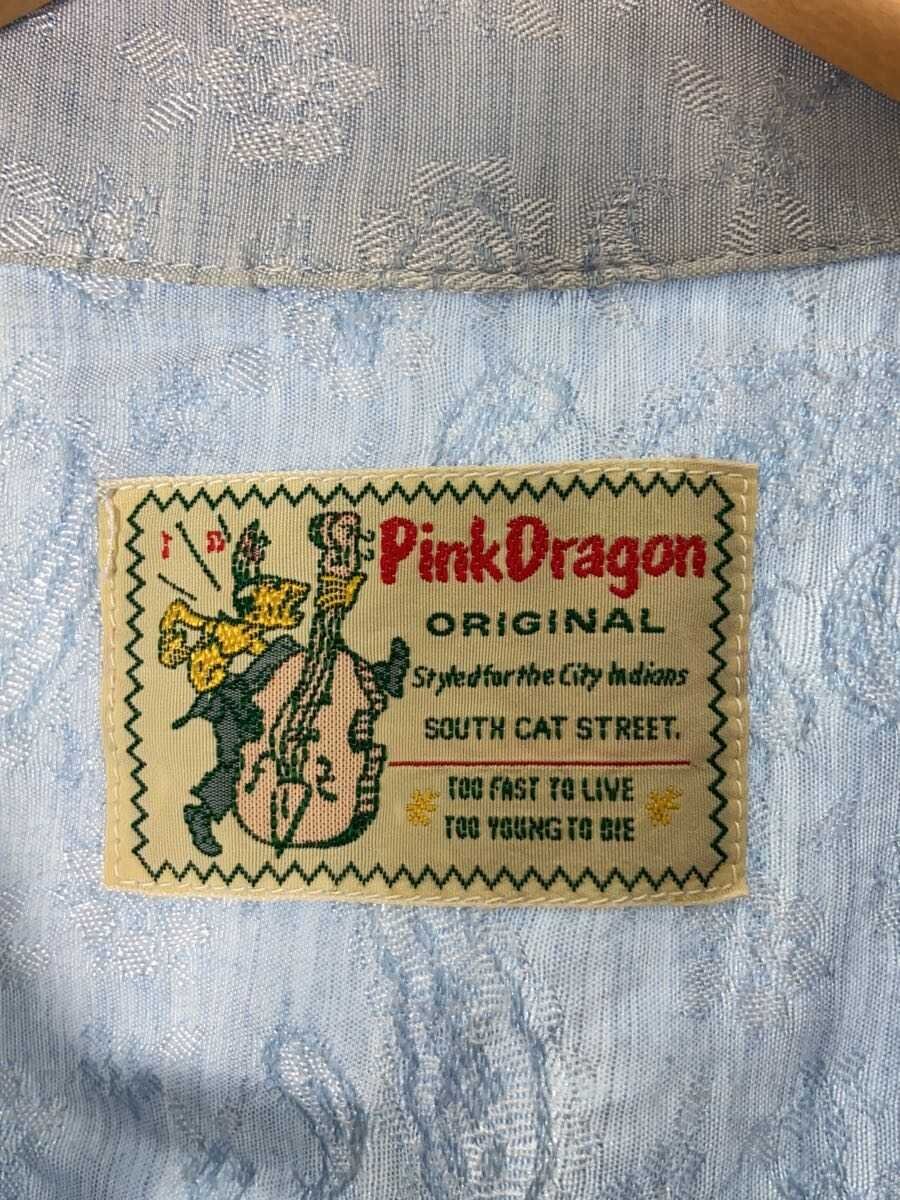 PinkDragon
ORIGINAL
Styled for the City Indians
SOUTH CAT STREET.
TOO FAST TO LIVE
TOO YOUNG TO DIE